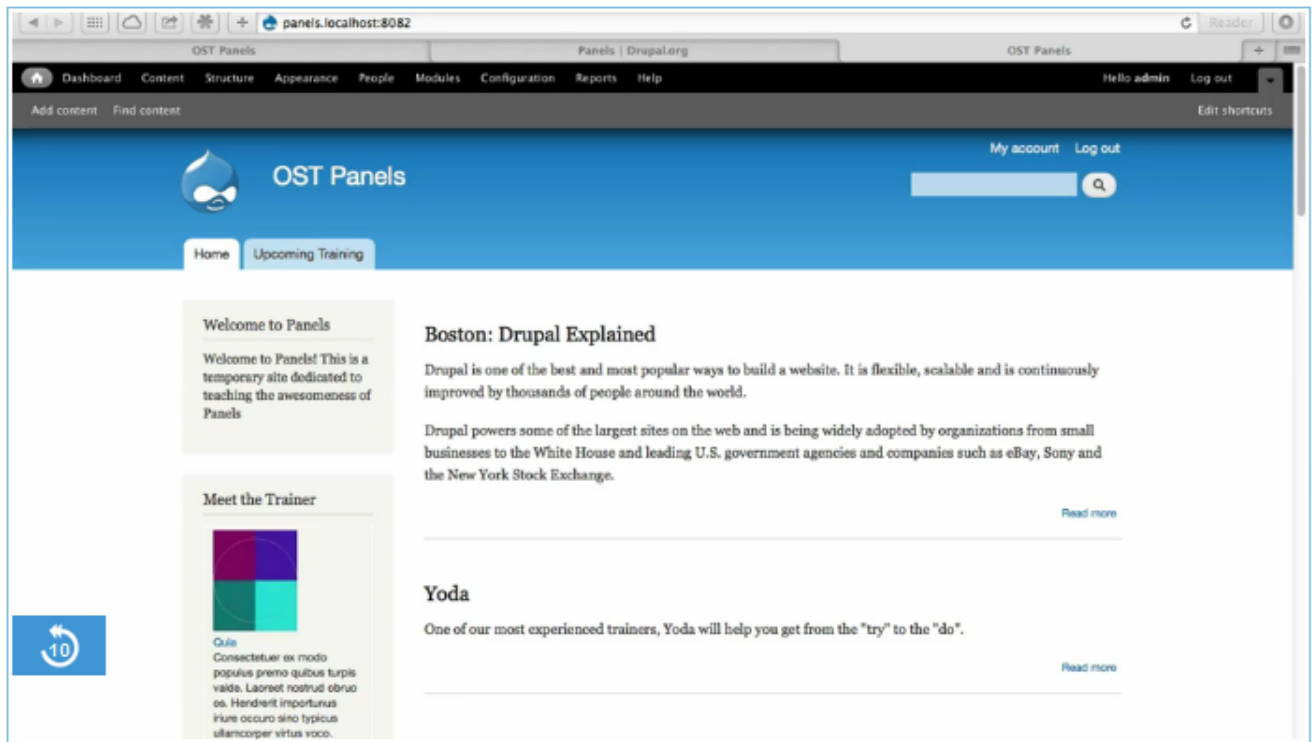 panels.localhost:8082
Reader
OST Panels
Panels | Drupal.org
OST Panels
Dashboard Content Structure Appearance People Modules Configuration Reports Help
Hello admin Log out
Add content Find content
Edit shortcuts
My account Log out
OST Panels
Home Upcoming Training
Welcome to Panels
Welcome to Panels! This is a
temporary site dedicated to
teaching the awesomeness of
Panels
Meet the Trainer
Quia
Consectetuer ex modo
populus premo quibus turpis
valde. Laoreet nostrud obruo
os. Hendrerit importunus
iriure occuro sino typicus
ullamcorper virtus voco.
Boston: Drupal Explained
Drupal is one of the best and most popular ways to build a website. It is flexible, scalable and is continuously
improved by thousands of people around the world.
Drupal powers some of the largest sites on the web and is being widely adopted by organizations from small
businesses to the White House and leading U.S. government agencies and companies such as eBay, Sony and
the New York Stock Exchange.
Read more
Yoda
One of our most experienced trainers, Yoda will help you get from the "try" to the "do".
Read more
10